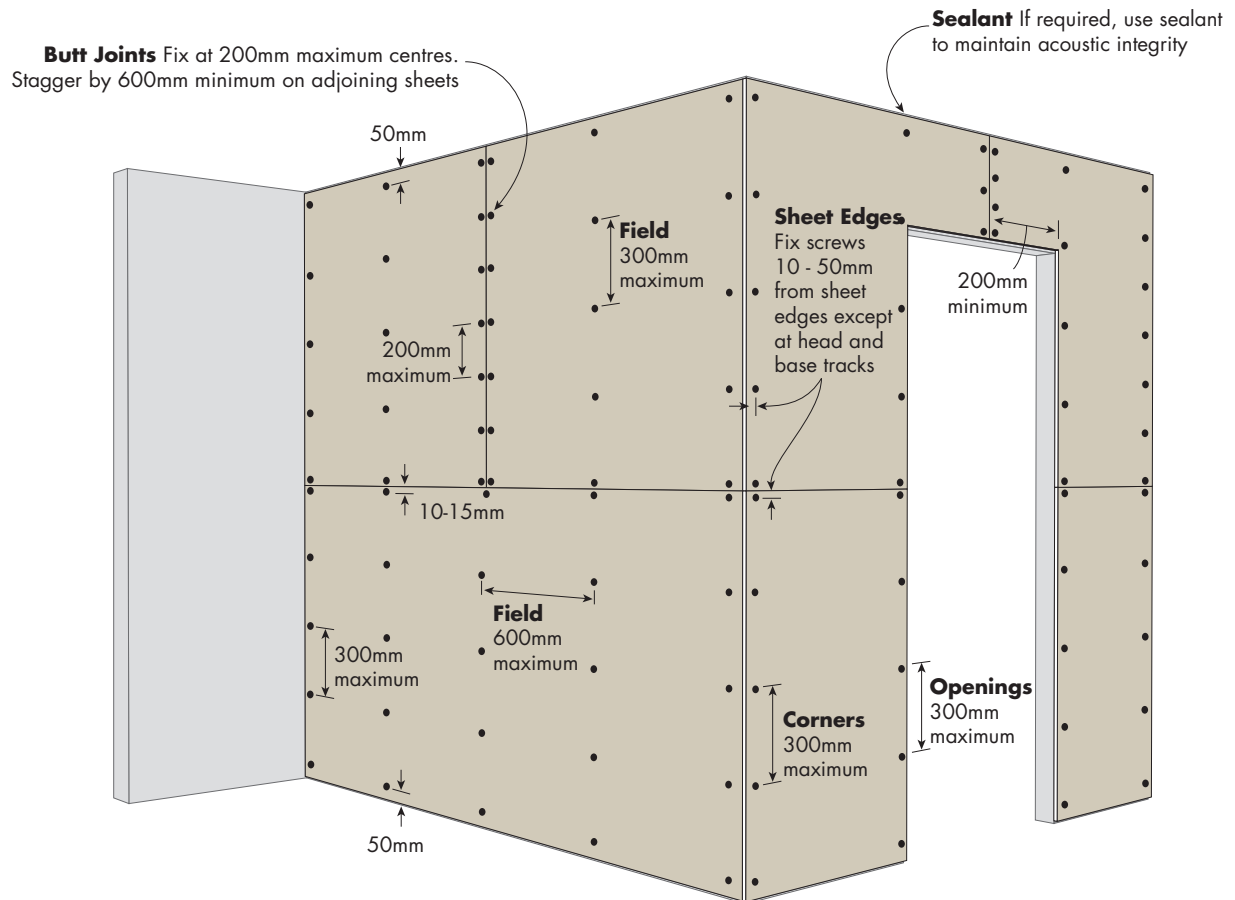 Butt Joints Fix at 200mm maximum centres.
Stagger by 600mm minimum on adjoining sheets
Sealant If required, use sealant
to maintain acoustic integrity
50mm
Field
300mm
maximum
Sheet Edges
Fix screws
10 - 50mm
from sheet
edges except
at head and
base tracks
200mm
minimum
200mm
maximum
10-15mm
Field
600mm
maximum
300mm
maximum
Corners
300mm
maximum
Openings
300mm
maximum
50mm